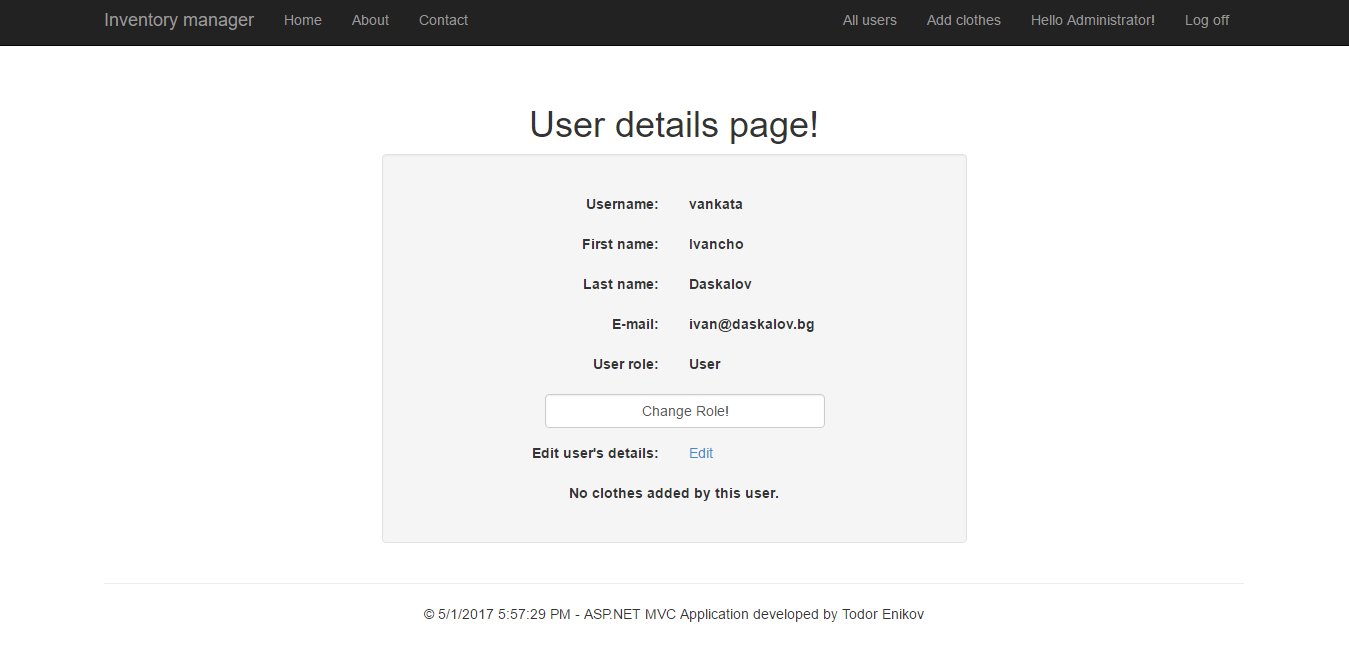 Inventory manager Home About Contact All users Add clothes Hello Administrator! Log off
User details page!
Username: vankata
First name: Ivancho
Last name: Daskalov
E-mail: ivan@daskalov.bg
User role: User
Change Role!
Edit user's details: Edit
No clothes added by this user.
© 5/1/2017 5:57:29 PM - ASP.NET MVC Application developed by Todor Enikov